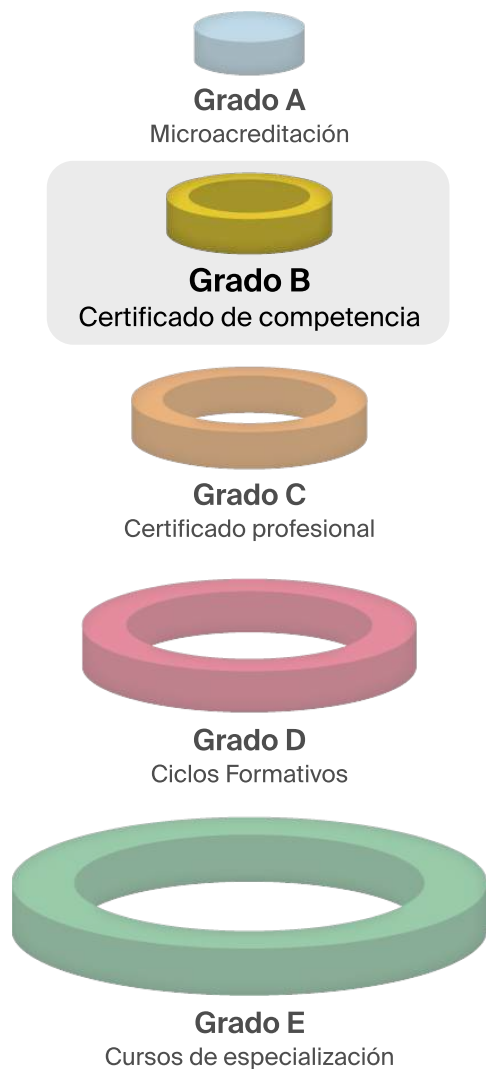 Grado A
Microacreditación
Grado B
Certificado de competencia
Grado C
Certificado profesional
Grado D
Ciclos Formativos
Grado E
Cursos de especialización